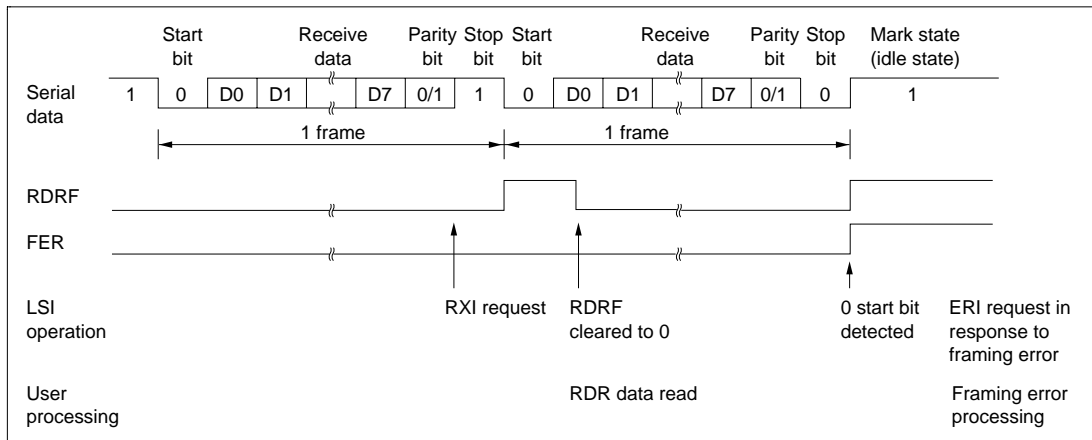 Start bit Receive data Parity bit Stop bit Start bit Receive data Parity bit Stop bit Mark state (idle state)
Serial data 1 0 D0 D1 D7 0/1 1 0 D0 D1 D7 0/1 0 1
1 frame 1 frame
RDRF
FER
LSI operation RXI request RDRF cleared to 0 0 start bit detected ERI request in response to framing error
User processing RDR data read Framing error processing